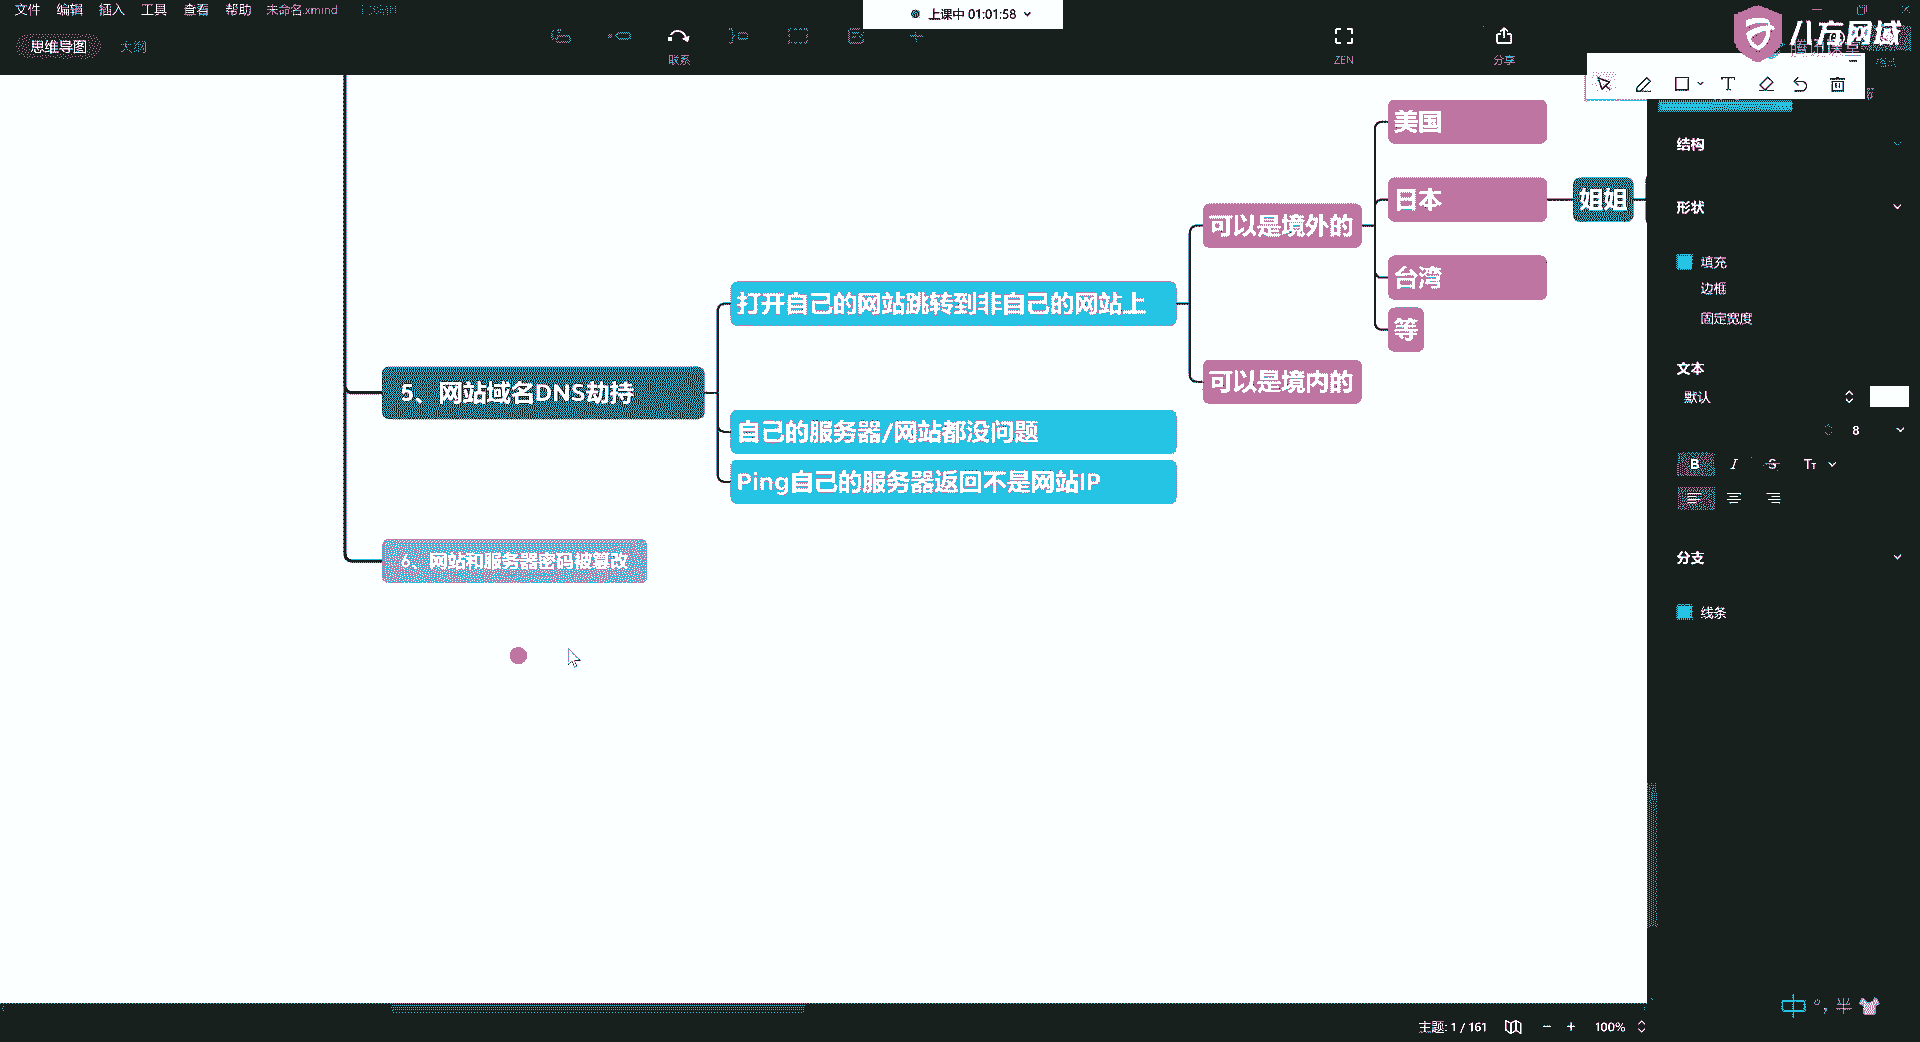 文件 编辑 插入 工具 查看 帮助 未命名.xmind
上课中 01:01:58
八方网域
腾讯课堂
思维导图 大纲
联系
ZEN
分享
美国
日本
姐姐
台湾
等
可以是境外的
可以是境内的
打开自己的网站跳转到非自己的网站上
5、网站域名DNS劫持
自己的服务器/网站都没问题
Ping自己的服务器返回不是网站IP
6、网站和服务器密码被篡改
结构
形状
填充
边框
固定宽度
文本
默认
8
B I S Tт
分支
线条
中 °, 半
主题: 1 / 161
100%